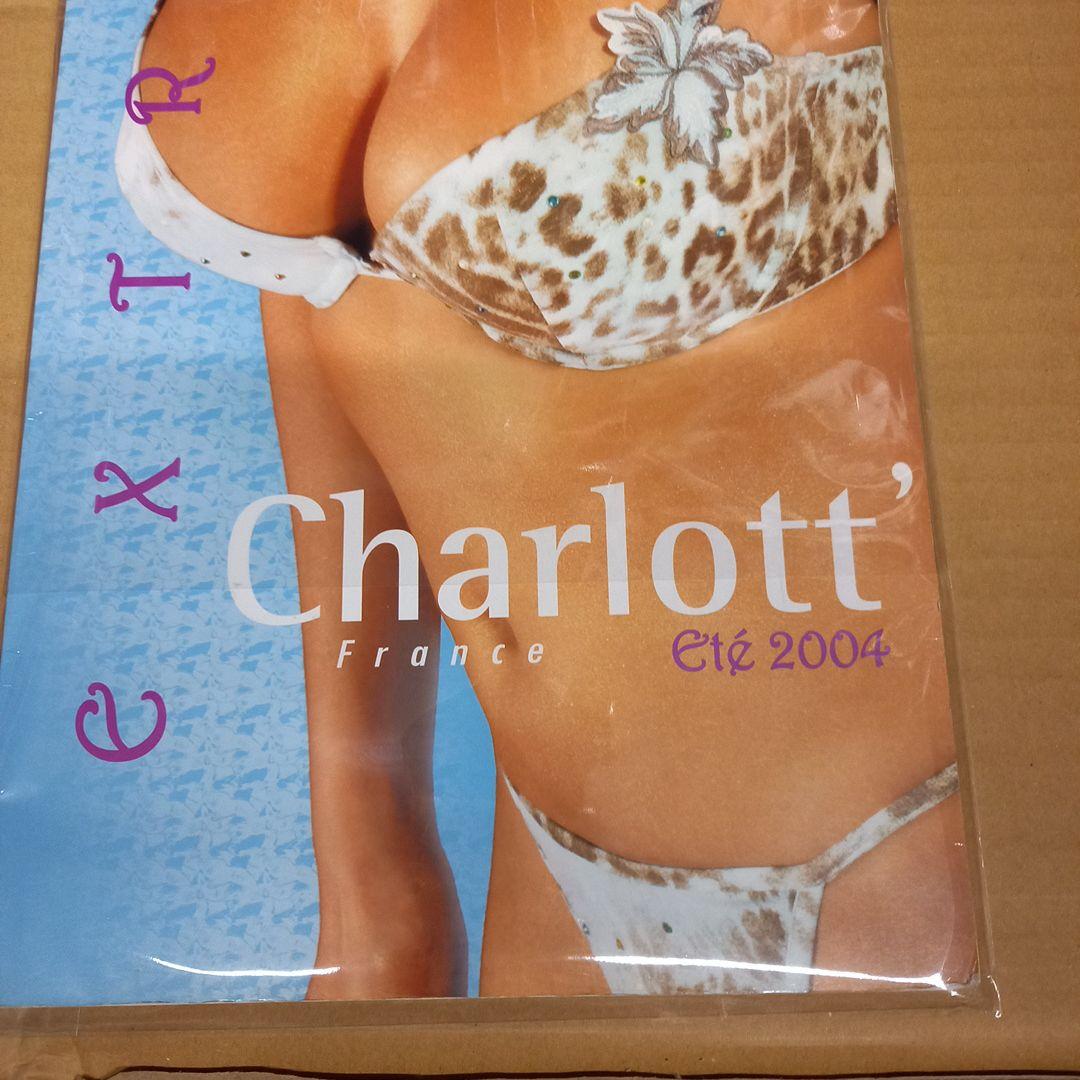 extr
Charlott’
France
Eté 2004